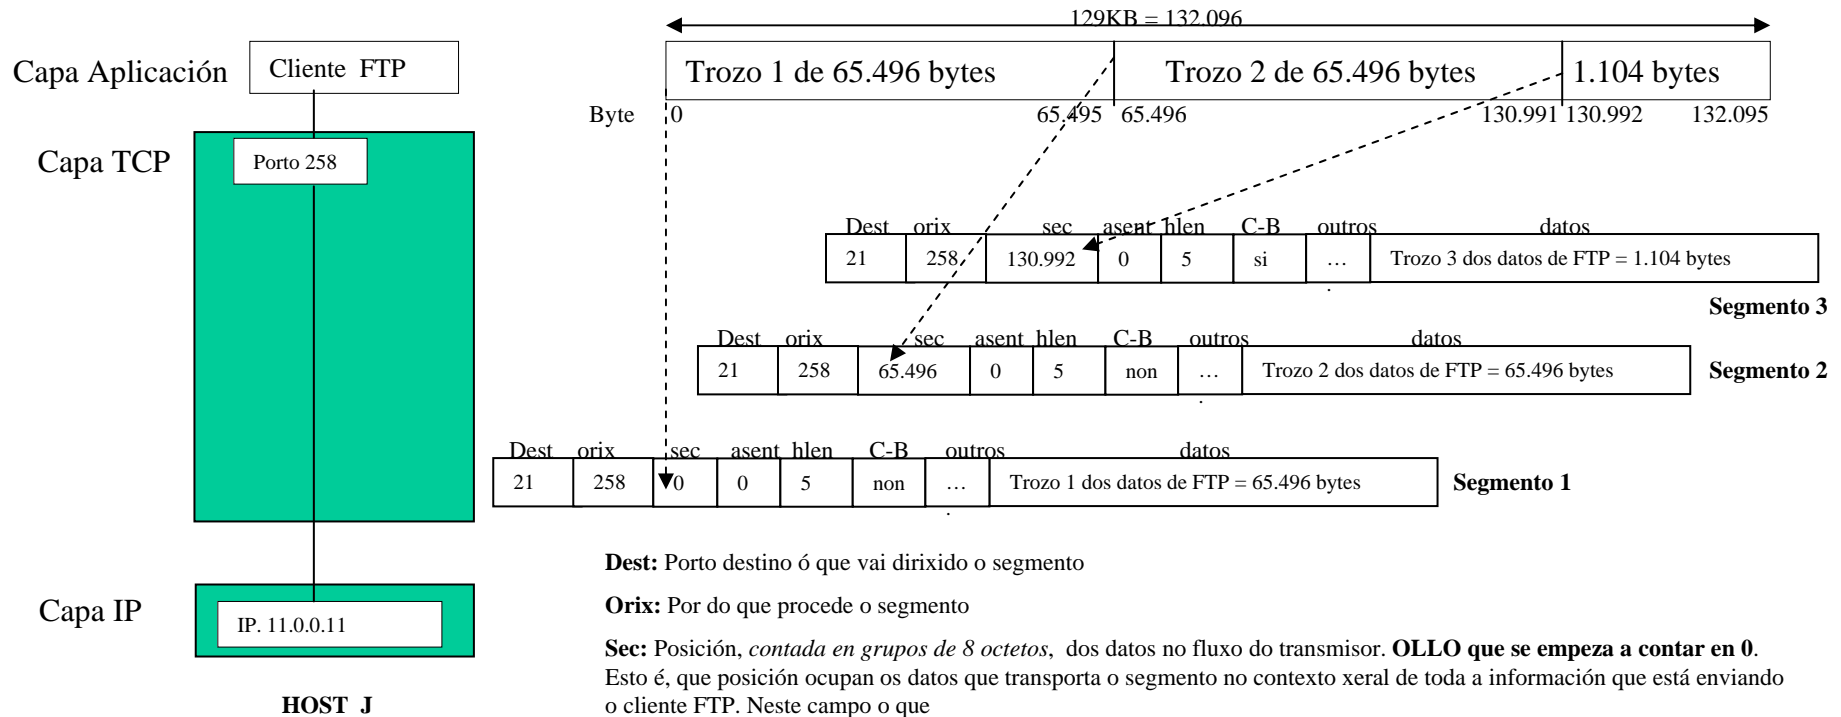 129KB = 132.096
Capa Aplicación
Cliente FTP
Trozo 1 de 65.496 bytes
Trozo 2 de 65.496 bytes
1.104 bytes
Byte
0
65.495
65.496
130.991
130.992
132.095
Capa TCP
Porto 258
Dest orix sec asent hlen C-B outros datos
21 258 130.992 0 5 si ... Trozo 3 dos datos de FTP = 1.104 bytes
Segmento 3
Dest orix sec asent hlen C-B outros datos
21 258 65.496 0 5 non ... Trozo 2 dos datos de FTP = 65.496 bytes
Segmento 2
Dest orix sec asent hlen C-B outros datos
21 258 0 0 5 non ... Trozo 1 dos datos de FTP = 65.496 bytes
Segmento 1
Dest: Porto destino ó que vai dirixido o segmento
Capa IP
IP. 11.0.0.11
Orix: Por do que procede o segmento
Sec: Posición, contada en grupos de 8 octetos, dos datos no fluxo do transmisor. OLLO que se empeza a contar en 0.
Esto é, que posición ocupan os datos que transporta o segmento no contexto xeral de toda a información que está enviando
o cliente FTP. Neste campo o que
HOST J